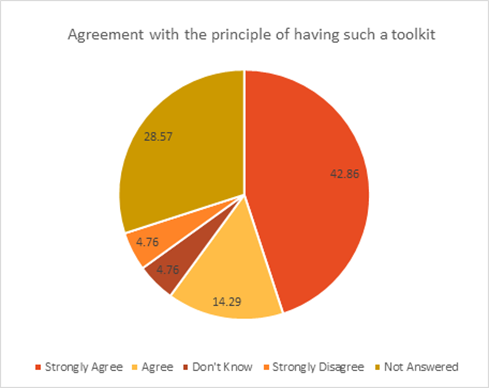 Agreement with the principle of having such a toolkit
28.57
42.86
4.76
4.76
14.29
Strongly Agree Agree Don't Know Strongly Disagree Not Answered